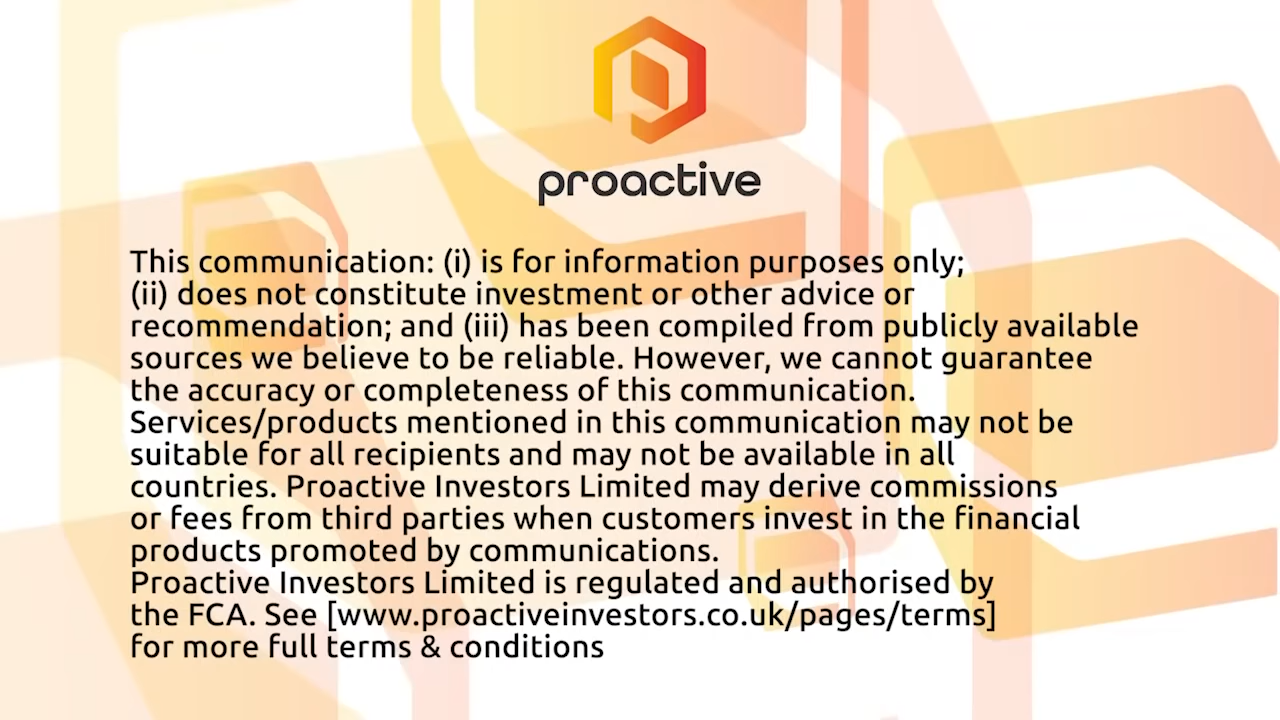 proactive
This communication: (i) is for information purposes only;
(ii) does not constitute investment or other advice or
recommendation; and (iii) has been compiled from publicly available
sources we believe to be reliable. However, we cannot guarantee
the accuracy or completeness of this communication.
Services/products mentioned in this communication may not be
suitable for all recipients and may not be available in all
countries. Proactive Investors Limited may derive commissions
or fees from third parties when customers invest in the financial
products promoted by communications.
Proactive Investors Limited is regulated and authorised by
the FCA. See [www.proactiveinvestors.co.uk/pages/terms]
for more full terms & conditions